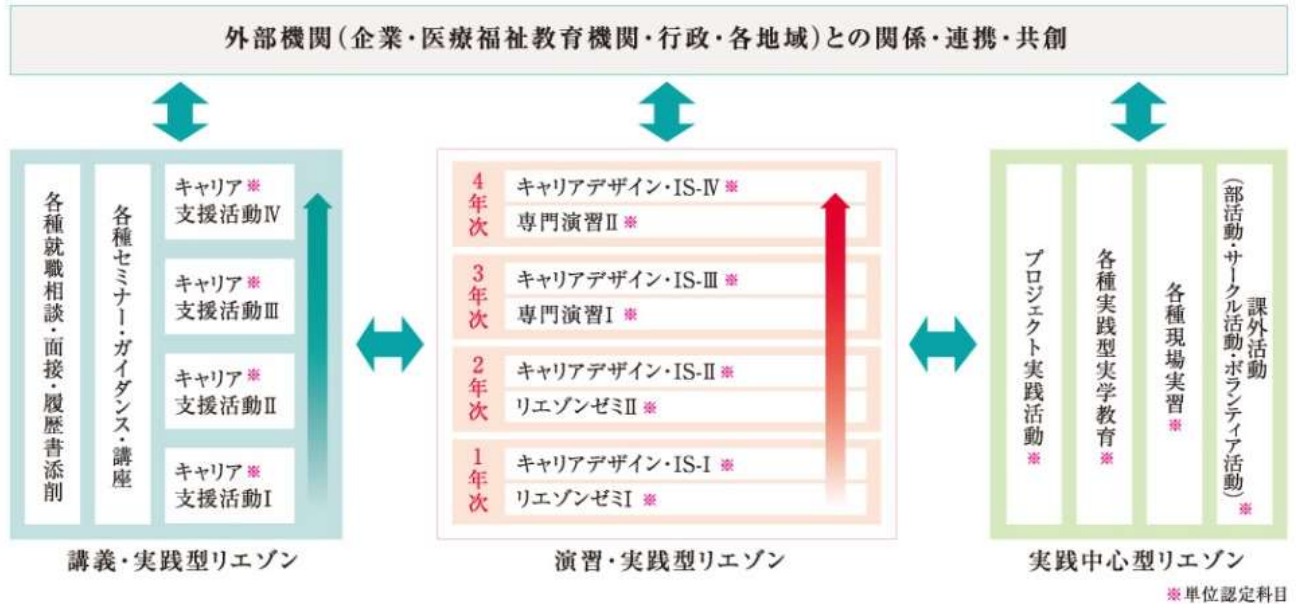 外部機関(企業・医療福祉教育機関・行政・各地域)との関係・連携・共創
各種就職相談・面接・履歴書添削
各種セミナー・ガイダンス・講座
キャリア※
支援活動Ⅳ
キャリア※
支援活動Ⅲ
キャリア※
支援活動Ⅱ
キャリア※
支援活動Ⅰ
講義・実践型リエゾン
4年次
キャリアデザイン・IS-Ⅳ ※
専門演習Ⅱ ※
3年次
キャリアデザイン・IS-Ⅲ ※
専門演習Ⅰ ※
2年次
キャリアデザイン・IS-Ⅱ ※
リエゾンゼミⅡ ※
1年次
キャリアデザイン・IS-Ⅰ ※
リエゾンゼミⅠ ※
演習・実践型リエゾン
プロジェクト実践活動※
各種実践型実学教育※
各種現場実習※
課外活動
(部活動・サークル活動・ボランティア活動)※
実践中心型リエゾン
※単位認定科目